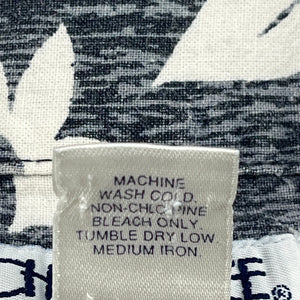 MACHINE
WASH COLD.
NON-CHLORINE
BLEACH ONLY.
TUMBLE DRY LOW
MEDIUM IRON.
®